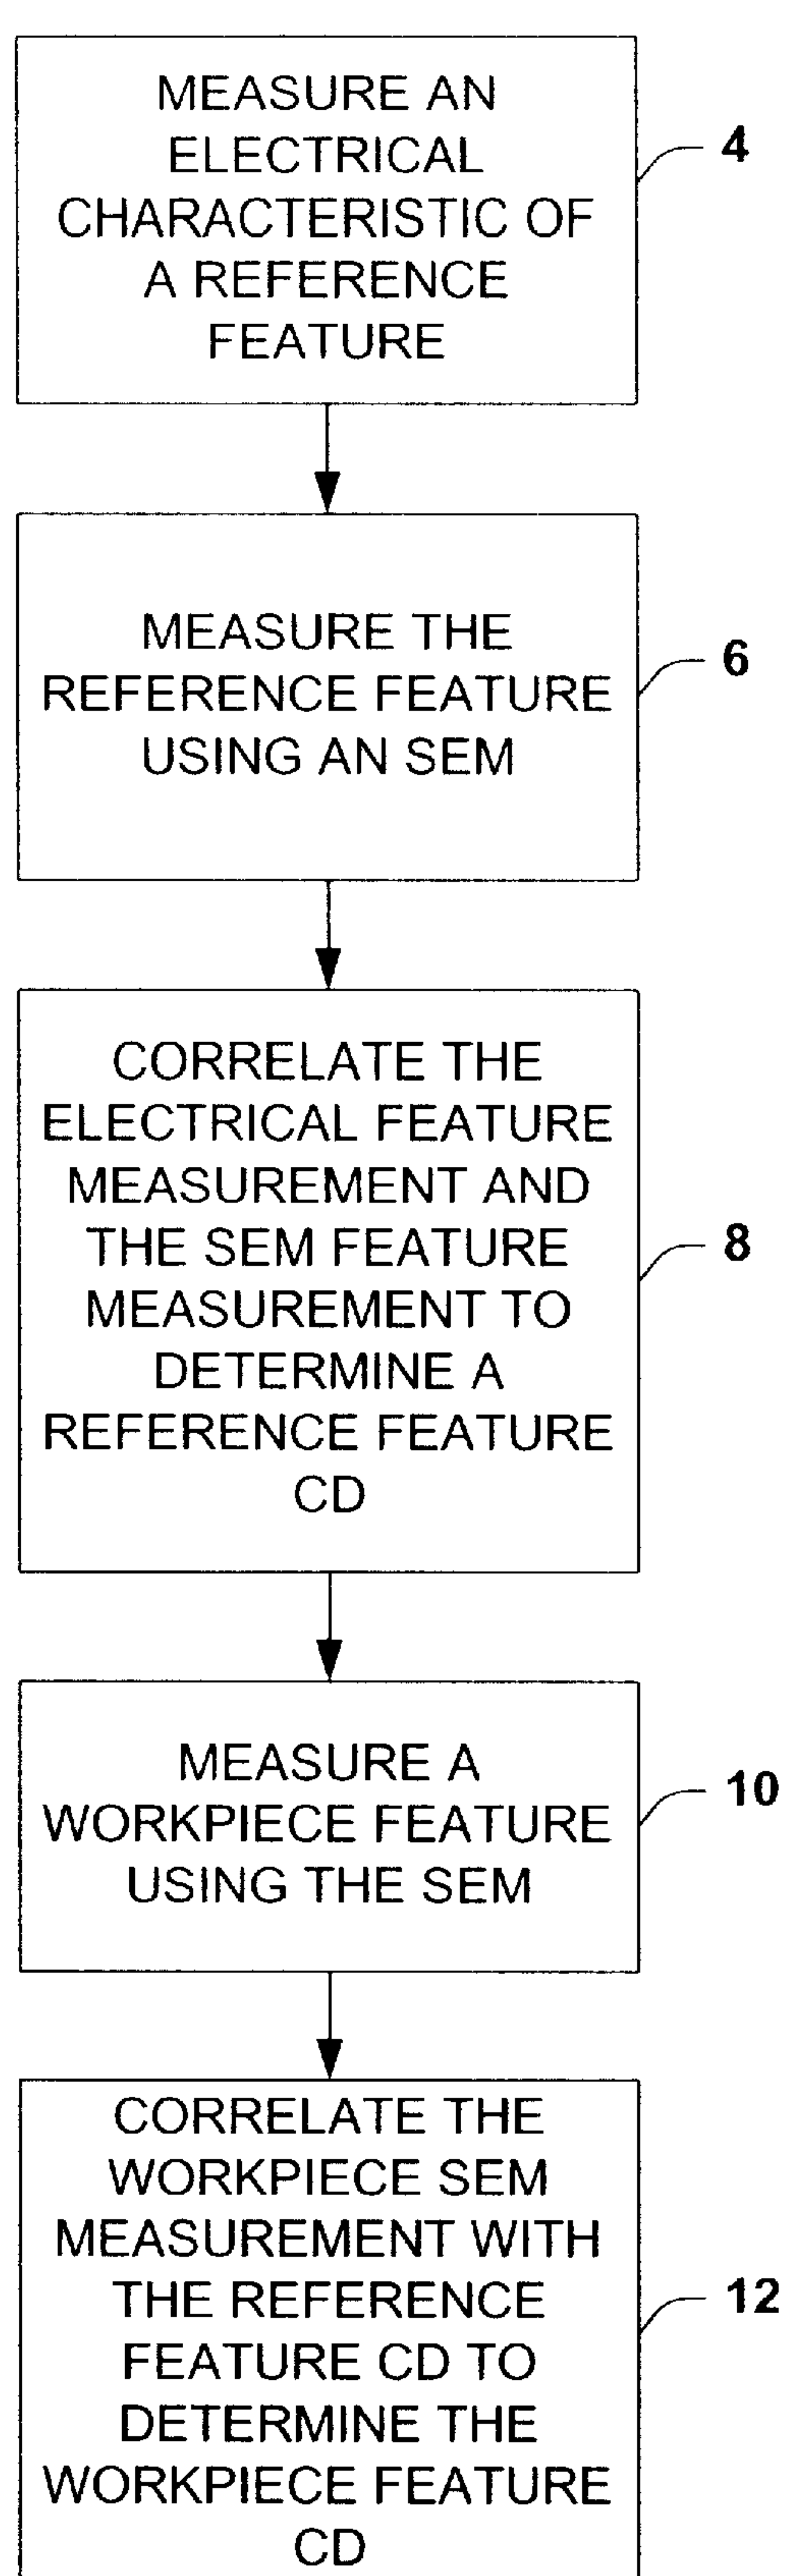 MEASURE AN
ELECTRICAL
CHARACTERISTIC OF
A REFERENCE
FEATURE
4
MEASURE THE
REFERENCE FEATURE
USING AN SEM
6
CORRELATE THE
ELECTRICAL FEATURE
MEASUREMENT AND
THE SEM FEATURE
MEASUREMENT TO
DETERMINE A
REFERENCE FEATURE
CD
8
MEASURE A
WORKPIECE FEATURE
USING THE SEM
10
CORRELATE THE
WORKPIECE SEM
MEASUREMENT WITH
THE REFERENCE
FEATURE CD TO
DETERMINE THE
WORKPIECE FEATURE
CD
12